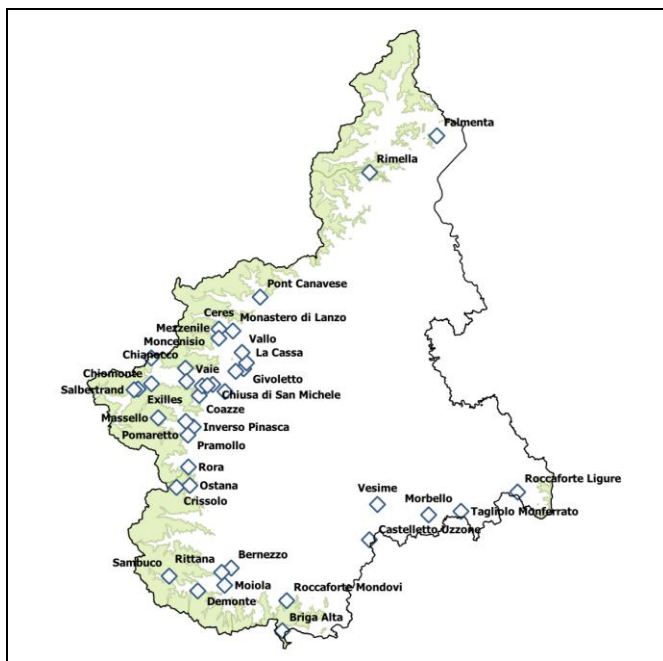 Falmenta
Rimella
Pont Canavese
Ceres
Monastero di Lanzo
Mezzenile
Moncenisio
Vallo
Chianocco
La Cassa
Vaie
Chiomonte
Givoletto
Salbertrand
Exilles
Chiusa di San Michele
Coazze
Massello
Inverso Pinasca
Pomaretto
Pramollo
Rora
Ostana
Crissolo
Roccaforte Ligure
Vesime
Morbello
Tagliolo Monferrato
Castelletto Uzzone
Rittana
Bernezzo
Sambuco
Moiola
Demonte
Roccaforte Mondovi
Briga Alta